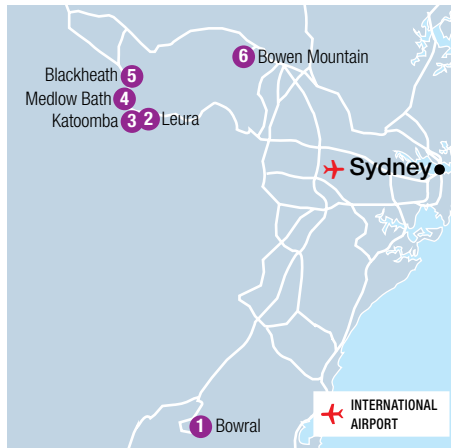 6 Bowen Mountain
Blackheath 5
Medlow Bath 4
Katoomba 3 2 Leura
Sydney
1 Bowral
INTERNATIONAL
AIRPORT